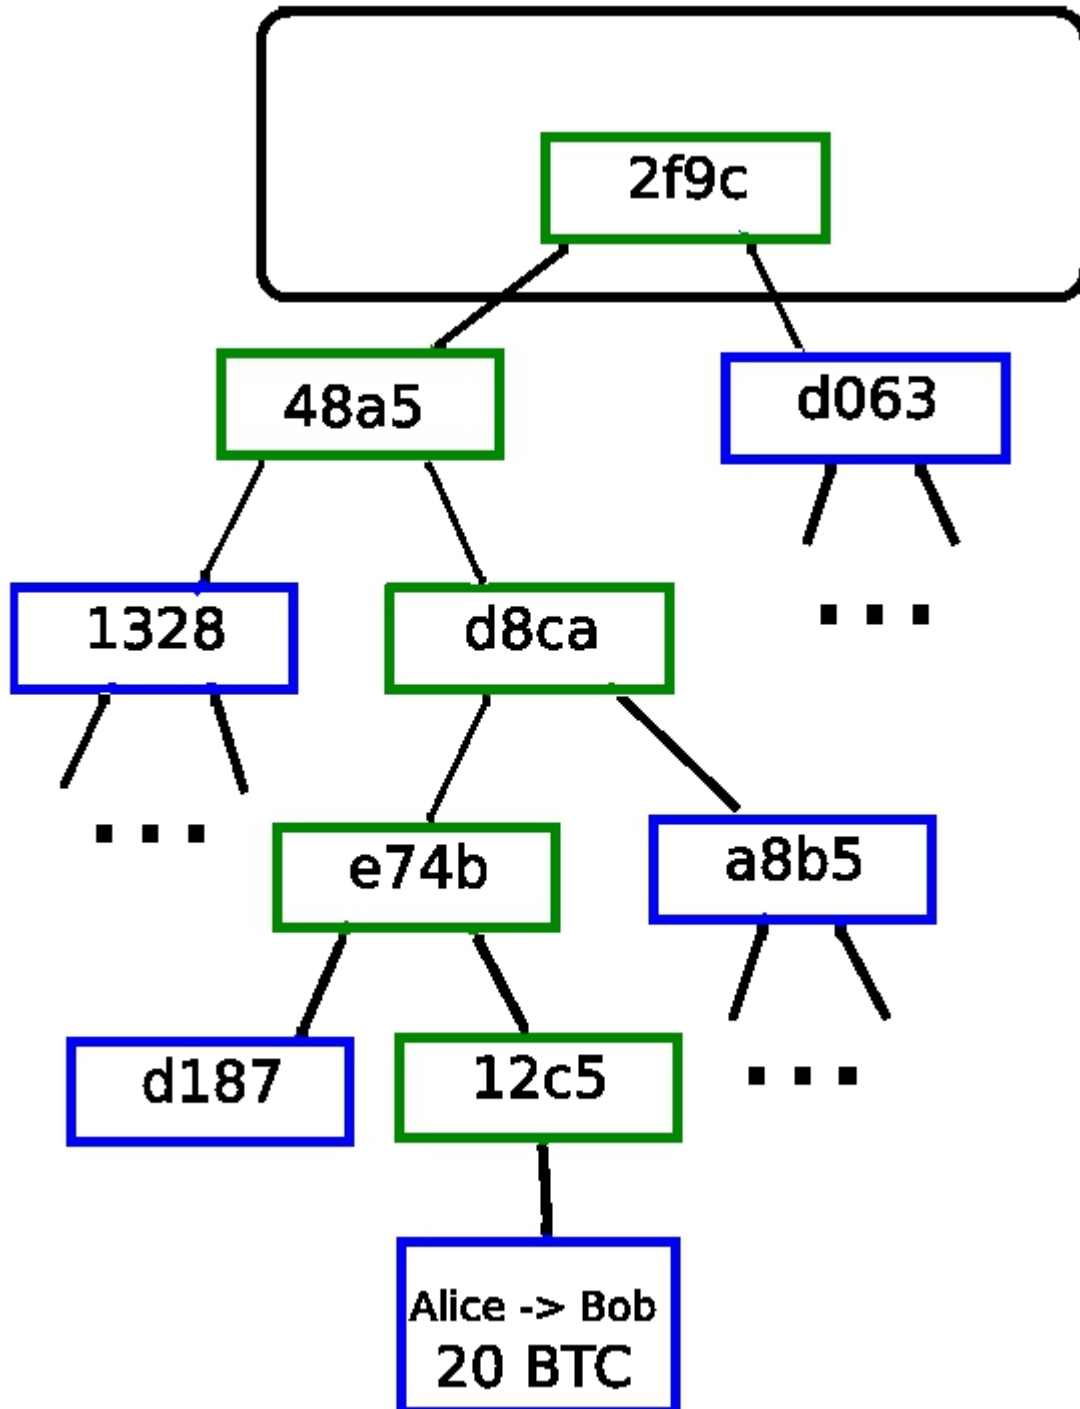 2f9c
48a5
d063
1328
d8ca
...
e74b
a8b5
...
d187
12c5
...
Alice -> Bob
20 BTC